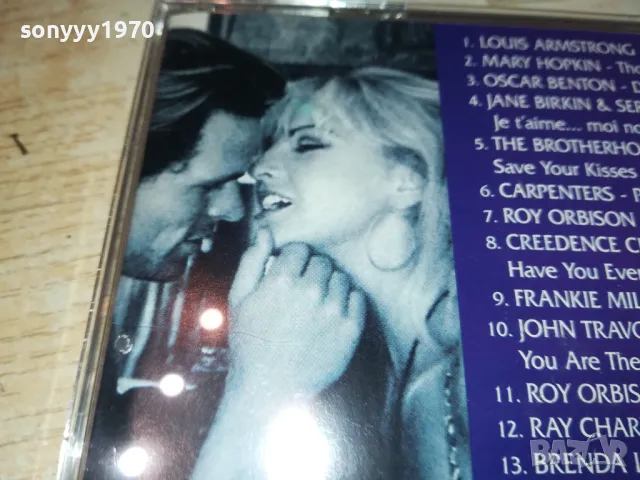 sonyyy1970
1. LOUIS ARMSTRONG
2. MARY HOPKIN - Tho
3. OSCAR BENTON -
4. JANE BIRKIN & SER
Je t'aime... moi no
5. THE BROTHERHO
Save Your Kisses
6. CARPENTERS -
7. ROY ORBISON
8. CREEDENCE C
Have You Ever
9. FRANKIE MIL
10. JOHN TRAVO
You Are The
11. ROY ORBIS
12. RAY CHAR
13. BRENDA
BAZAR